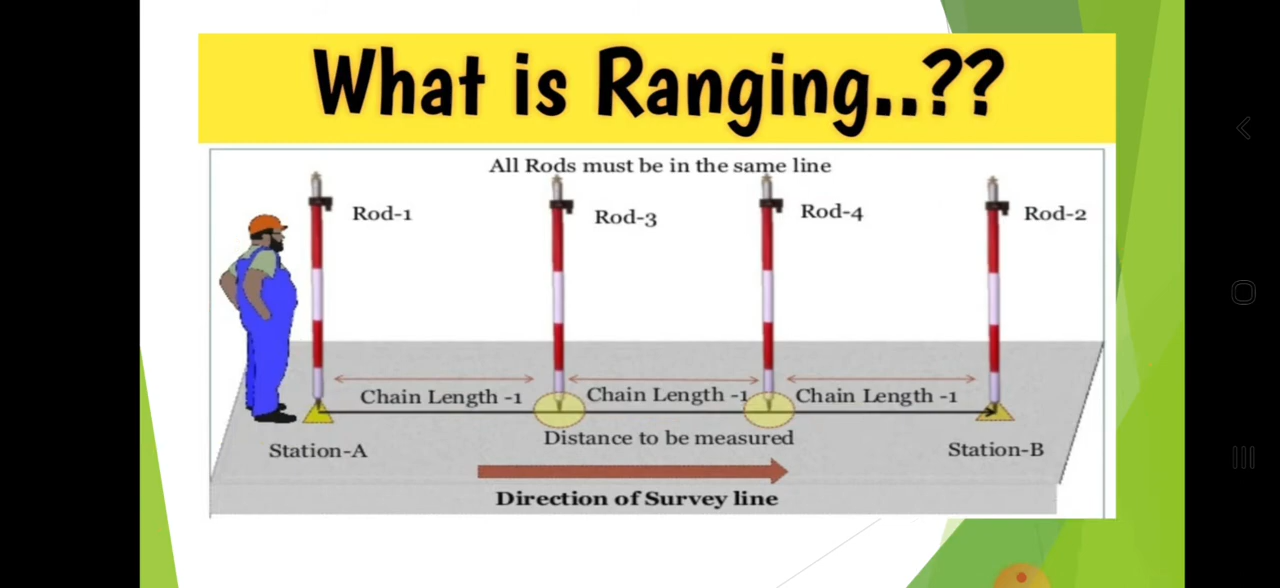 What is Ranging..??
All Rods must be in the same line
Rod-1
Rod-3
Rod-4
Rod-2
Chain Length -1
Chain Length -1
Chain Length -1
Distance to be measured
Station-A
Station-B
Direction of Survey line